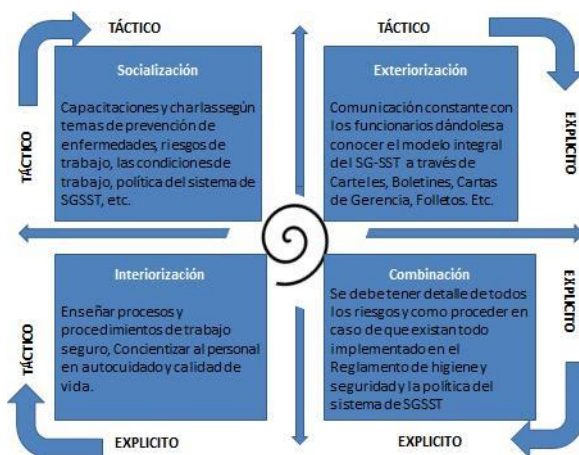 TÁCTICO
TÁCTICO
Socialización
Capacitaciones y charlas según
temas de prevención de
enfermedades, riesgos de
trabajo, las condiciones de
trabajo, política del sistema de
SGSST, etc.
TÁCTICO
Exteriorización
Comunicación constante con
los funcionarios dándolesa
conocer el modelo integral
del SG-SST a través de
Carteles, Boletines, Cartas
de Gerencia, Folletos. Etc.
EXPLICITO
Interiorización
Enseñar procesos y
procedimientos de trabajo
seguro, Concientizar al personal
en autocuidado y calidad de
vida.
TÁCTICO
EXPLICITO
Combinación
Se debe tener detalle de todos
los riesgos y como proceder en
caso de que existan todo
implementado en el
Reglamento de higiene y
seguridad y la política del
sistema de SGSST
EXPLICITO
EXPLICITO